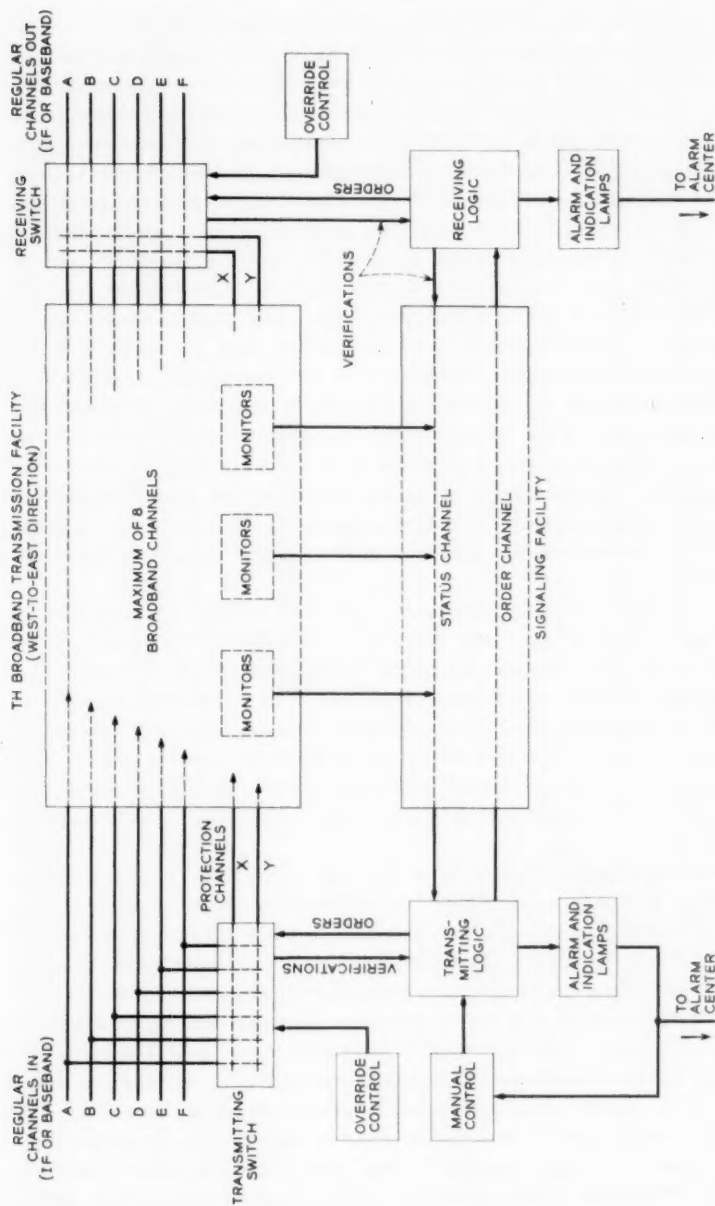 TH BROADBAND TRANSMISSION FACILITY
(WEST-TO-EAST DIRECTION)
REGULAR
CHANNELS IN
(IF OR BASEBAND)
A
B
C
D
E
F
TRANSMITTING
SWITCH
PROTECTION
CHANNELS
X
Y
MAXIMUM OF 8
BROADBAND CHANNELS
MONITORS
MONITORS
MONITORS
RECEIVING
SWITCH
REGULAR
CHANNELS OUT
(IF OR BASEBAND)
A
B
C
D
E
F
X
Y
OVERRIDE
CONTROL
VERIFICATIONS
ORDERS
OVERRIDE
CONTROL
MANUAL
CONTROL
TRANS-
MITTING
LOGIC
STATUS CHANNEL
ORDER CHANNEL
SIGNALING FACILITY
VERIFICATIONS
ORDERS
RECEIVING
LOGIC
ALARM AND
INDICATION
LAMPS
TO
ALARM
CENTER
ALARM AND
INDICATION
LAMPS
TO
ALARM
CENTER